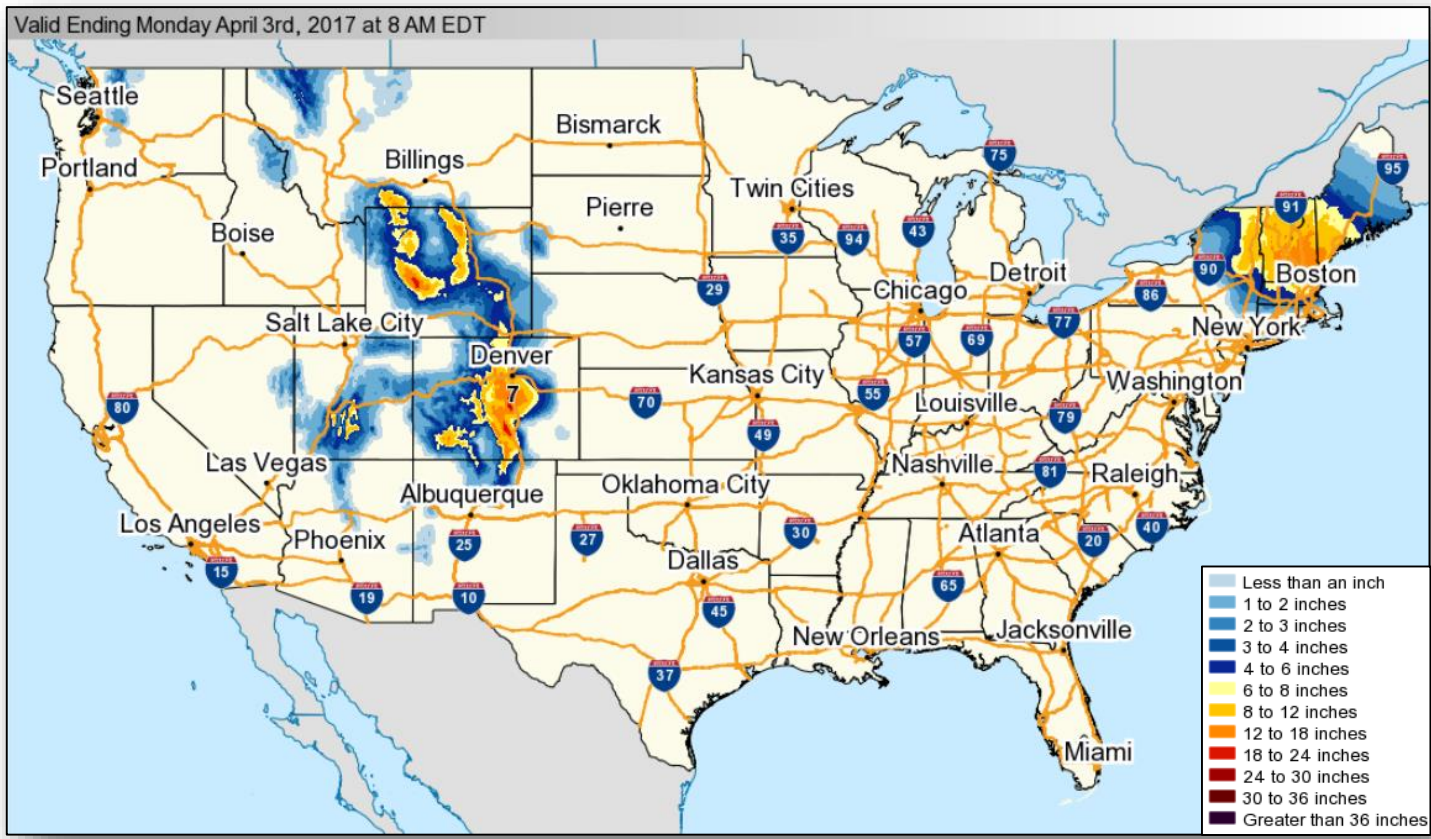 Valid Ending Monday April 3rd, 2017 at 8 AM EDT
Seattle
Bismarck
75
95
Portland
Billings
Twin Cities
91
Pierre
Boise
35
94
43
90
Boston
Detroit
29
Chicago
86
Salt Lake City
77
New York
57
69
Denver
Kansas City
Washington
7
80
70
55
Louisville
79
49
Las Vegas
Nashville
81
Raleigh
Albuquerque
Oklahoma City
Los Angeles
Phoenix
25
27
30
Atlanta
20
40
Dallas
15
65
19
10
45
New Orleans
Jacksonville
37
Miami
Less than an inch
1 to 2 inches
2 to 3 inches
3 to 4 inches
4 to 6 inches
6 to 8 inches
8 to 12 inches
12 to 18 inches
18 to 24 inches
24 to 30 inches
30 to 36 inches
Greater than 36 inches